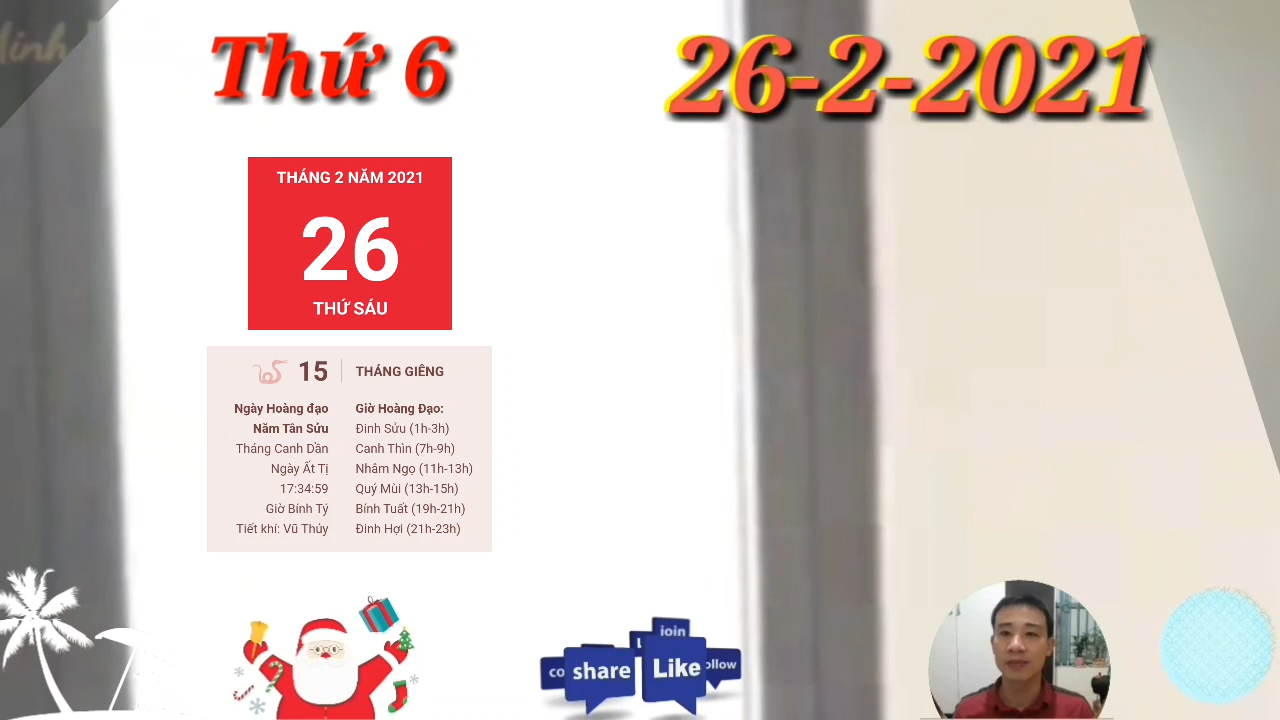 Minh
Thứ 6
26-2-2021
THÁNG 2 NĂM 2021
26
THỨ SÁU
15
THÁNG GIÊNG
Ngày Hoàng đạo
Năm Tân Sửu
Tháng Canh Dần
Ngày Ất Tị
17:34:59
Giờ Bính Tý
Tiết khí: Vũ Thủy
Giờ Hoàng Đạo:
Đinh Sửu (1h-3h)
Canh Thìn (7h-9h)
Nhâm Ngọ (11h-13h)
Quý Mùi (13h-15h)
Bính Tuất (19h-21h)
Đinh Hợi (21h-23h)
join
co
share
Like
ollow